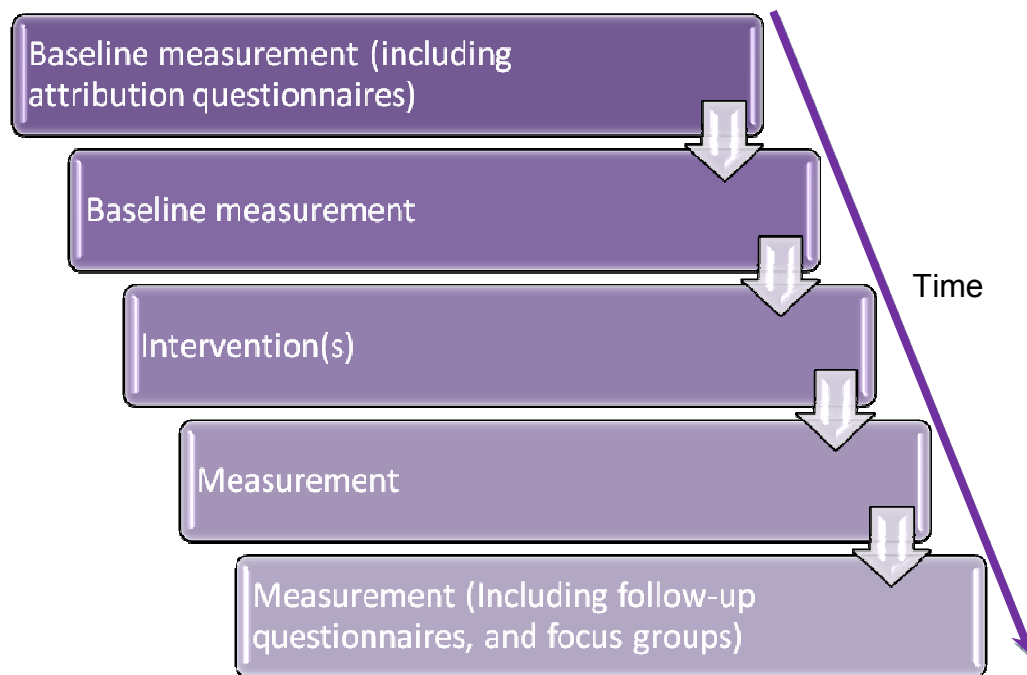 Baseline measurement (including
attribution questionnaires)
Baseline measurement
Time
Intervention(s)
Measurement
Measurement (Including follow-up
questionnaires, and focus groups)